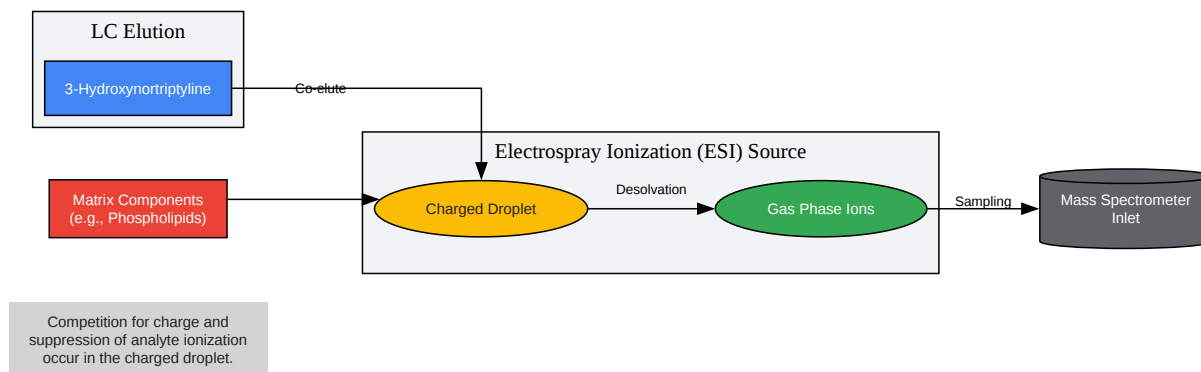 LC Elution
3-Hydroxynortriptyline
Co-elute
Electrospray Ionization (ESI) Source
Matrix Components
(e.g., Phospholipids)
Charged Droplet
Desolvation
Gas Phase Ions
Sampling
Mass Spectrometer
Inlet
Competition for charge and
suppression of analyte ionization
occur in the charged droplet.